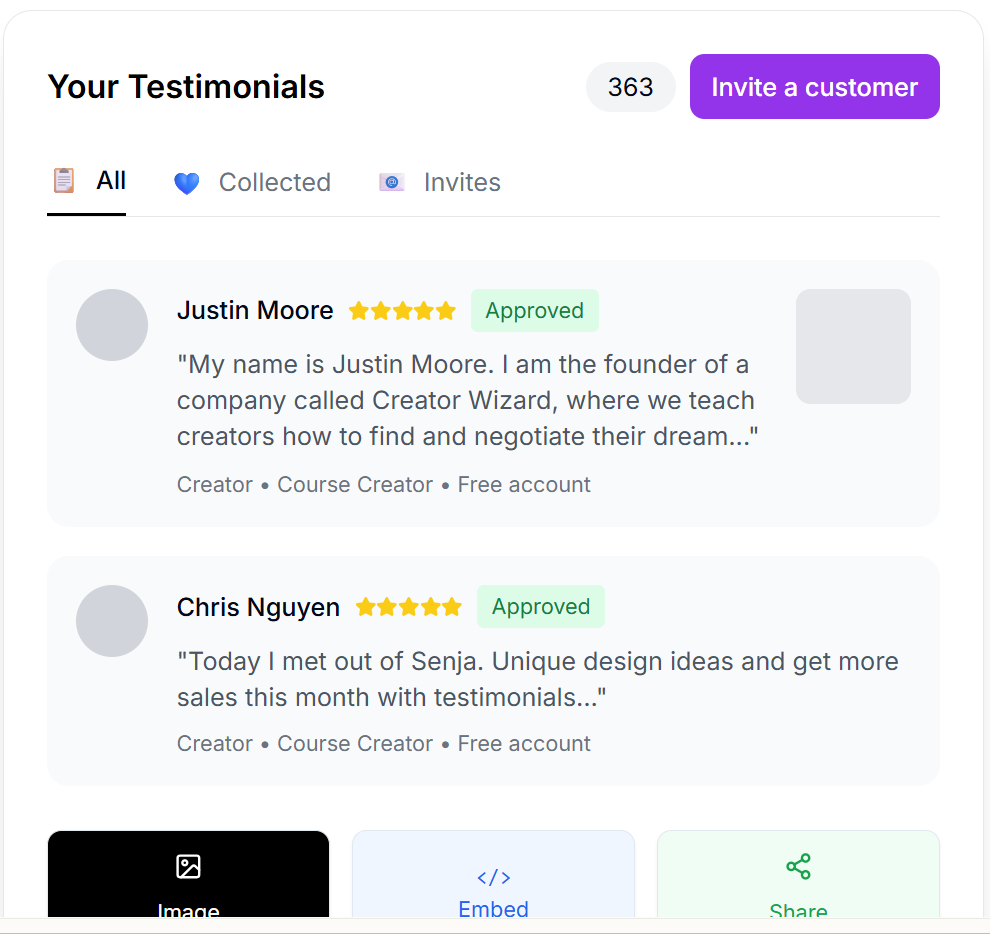 Your Testimonials
363
Invite a customer
All
Collected
Invites
Justin Moore
Approved
"My name is Justin Moore. I am the founder of a
company called Creator Wizard, where we teach
creators how to find and negotiate their dream..."
Creator • Course Creator • Free account
Chris Nguyen
Approved
"Today I met out of Senja. Unique design ideas and get more
sales this month with testimonials..."
Creator • Course Creator • Free account
Image
</>
Embed
Share